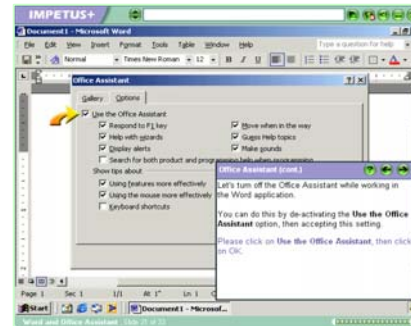 IMPETUS+
Document1 - Microsoft Word
File Edit View Insert Format Tools Table Window Help
Type a question for help
Normal Times New Roman 12 B I U
Office Assistant
Gallery Options
Use the Office Assistant
Respond to F1 key Move when in the way
Help with wizards Guess Help topics
Display alerts Make sounds
Search for both product and programming help when programming
Show tips about
Using features more effectively
Using the mouse more effectively
Keyboard shortcuts
Office Assistant (cont.)
Let's turn off the Office Assistant while working in
the Word application.
You can do this by de-activating the Use the Office
Assistant option, then accepting this setting.
Please click on Use the Office Assistant, then click
on OK.
Page 1 Sec 1 1/1 At 1" Ln 1
Start Document1 - Microsof...
Word and Office Assistant Slide 21 of 23